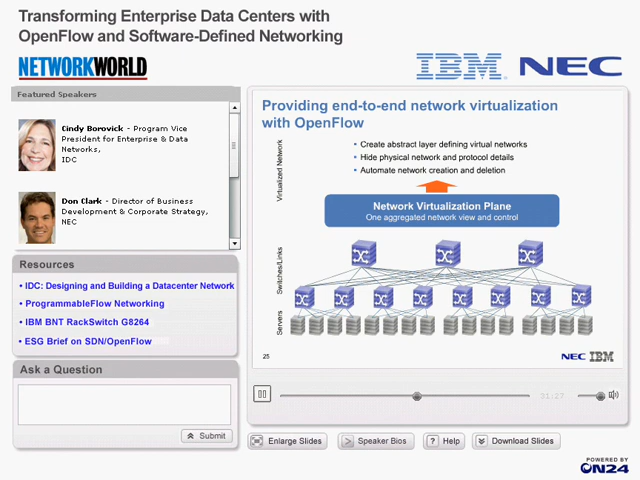 Transforming Enterprise Data Centers with
OpenFlow and Software-Defined Networking
NETWORKWORLD
IBM
NEC
Featured Speakers
Cindy Borovick - Program Vice
President for Enterprise & Data
Networks,
IDC
Don Clark - Director of Business
Development & Corporate Strategy,
NEC
Resources
• IDC: Designing and Building a Datacenter Network
• ProgrammableFlow Networking
• IBM BNT RackSwitch G8264
• ESG Brief on SDN/OpenFlow
Ask a Question
Submit
Providing end-to-end network virtualization
with OpenFlow
Virtualized Network
• Create abstract layer defining virtual networks
• Hide physical network and protocol details
• Automate network creation and deletion
Network Virtualization Plane
One aggregated network view and control
Switches/Links
Servers
25
NEC IBM
31:27
Enlarge Slides
Speaker Bios
? Help
Download Slides
POWERED BY
ON24